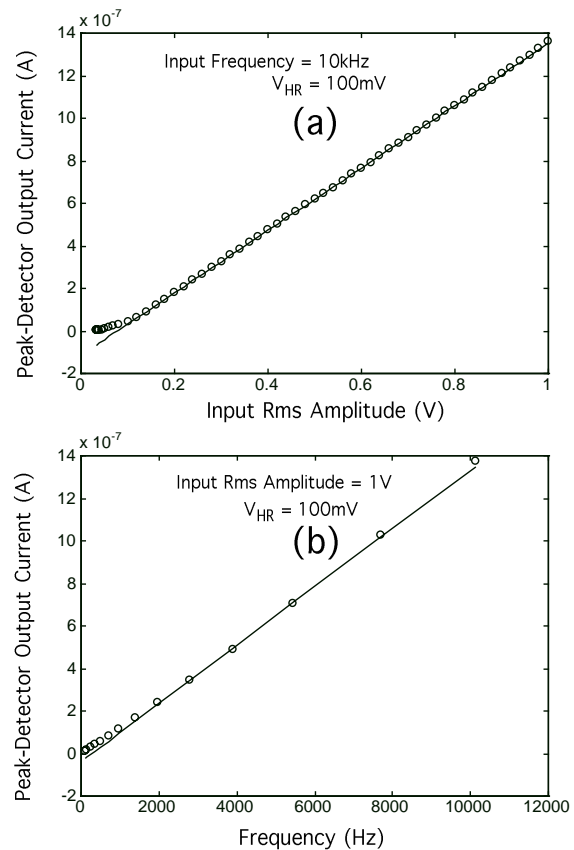 x 10-7
14
12
10
8
6
4
2
0
-2
Peak-Detector Output Current (A)
Input Frequency = 10kHz
VHR = 100mV
(a)
0 0.2 0.4 0.6 0.8 1
Input Rms Amplitude (V)
x 10-7
14
12
10
8
6
4
2
0
-2
Peak-Detector Output Current (A)
Input Rms Amplitude = 1V
VHR = 100mV
(b)
0 2000 4000 6000 8000 10000 12000
Frequency (Hz)